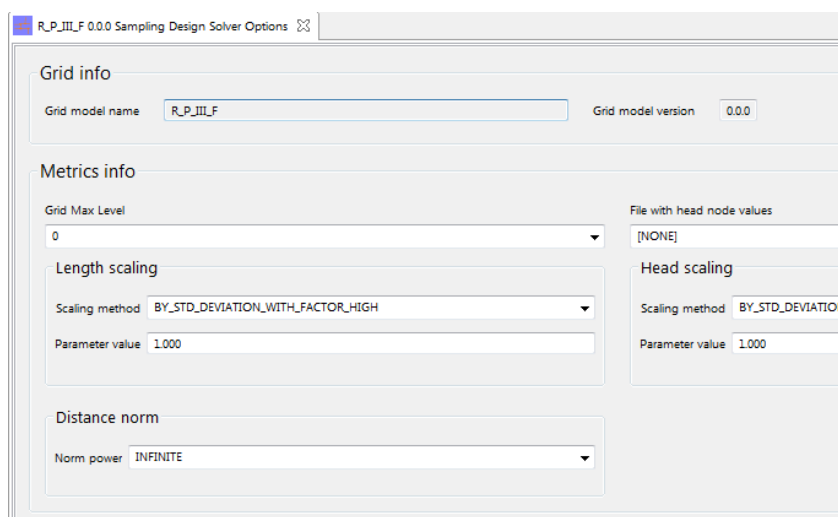 R_P_III_F 0.0.0 Sampling Design Solver Options
Grid info
Grid model name R_P_III_F Grid model version 0.0.0
Metrics info
Grid Max Level File with head node values
0 [NONE]
Length scaling Head scaling
Scaling method BY_STD_DEVIATION_WITH_FACTOR_HIGH Scaling method BY_STD_DEVIATIO
Parameter value 1.000 Parameter value 1.000
Distance norm
Norm power INFINITE